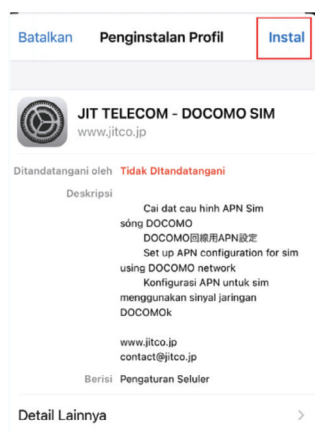 Batalkan Penginstalan Profil Instal
JIT TELECOM - DOCOMO SIM
www.jitco.jp
Ditandatangani oleh Tidak DItandatangani
Deskripsi
Cai dat cau hinh APN Sim
sóng DOCOMO
DOCOMO回線用APN設定
Set up APN configuration for sim
using DOCOMO network
Konfigurasi APN untuk sim
menggunakan sinyal jaringan
DOCOMOk
www.jitco.jp
contact@jitco.jp
Berisi Pengaturan Seluler
Detail Lainnya